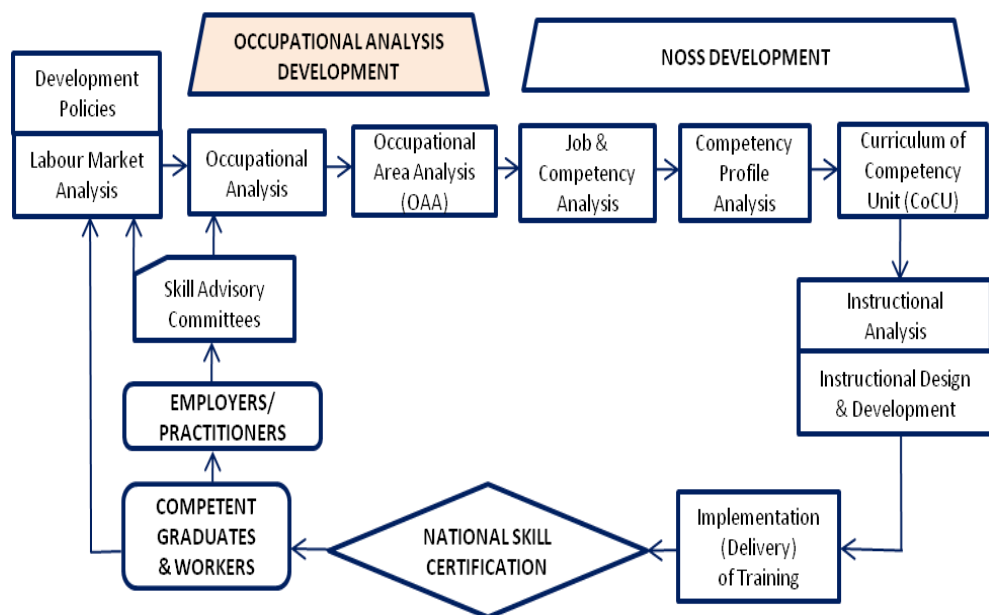 OCCUPATIONAL ANALYSIS
DEVELOPMENT
NOSS DEVELOPMENT
Development
Policies
Labour Market
Analysis
Occupational
Analysis
Occupational
Area Analysis
(OAA)
Job &
Competency
Analysis
Competency
Profile
Analysis
Curriculum of
Competency
Unit (CoCU)
Skill Advisory
Committees
Instructional
Analysis
Instructional Design
& Development
EMPLOYERS/
PRACTITIONERS
COMPETENT
GRADUATES
& WORKERS
NATIONAL SKILL
CERTIFICATION
Implementation
(Delivery)
of Training